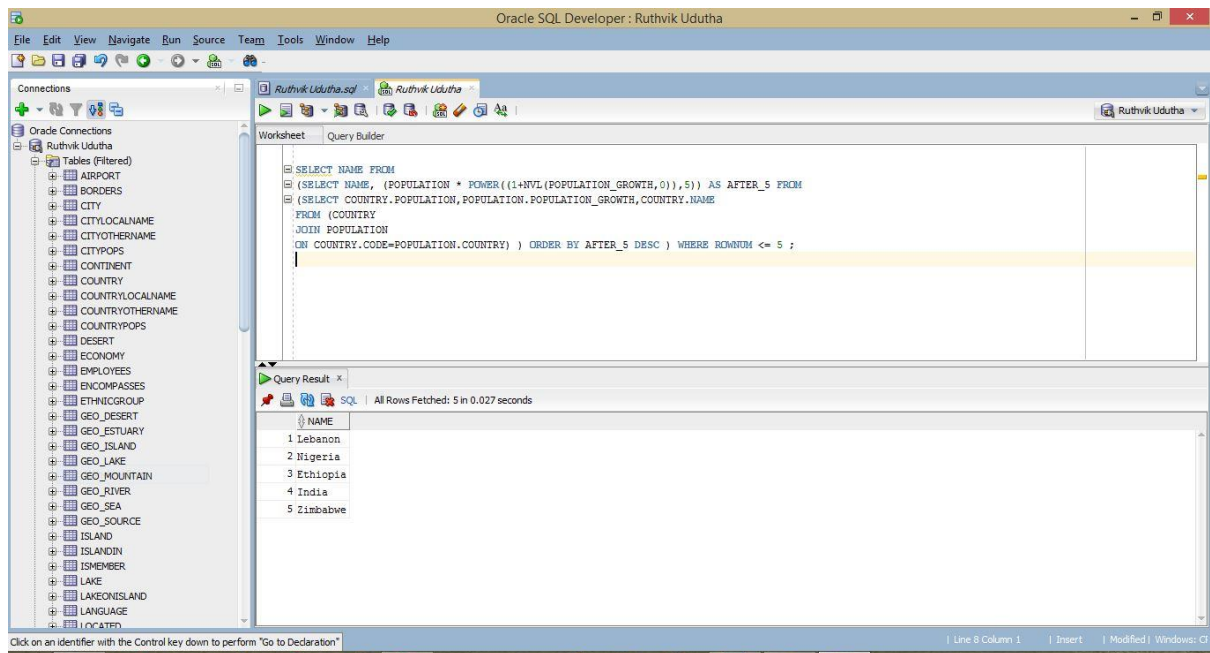 Oracle SQL Developer : Ruthvik Udutha
File Edit View Navigate Run Source Team Tools Window Help
Connections
Ruthvik Udutha.sql
Ruthvik Udutha
Ruthvik Udutha
Worksheet Query Builder
Oracle Connections
Ruthvik Udutha
Tables (Filtered)
AIRPORT
BORDERS
CITY
CITYLOCALNAME
CITYOTHERNAME
CITYPOPS
CONTINENT
COUNTRY
COUNTRYLOCALNAME
COUNTRYOTHERNAME
COUNTRYPOPS
DESERT
ECONOMY
EMPLOYEES
ENCOMPASSES
ETHNICGROUP
GEO_DESERT
GEO_ESTUARY
GEO_ISLAND
GEO_LAKE
GEO_MOUNTAIN
GEO_RIVER
GEO_SEA
GEO_SOURCE
ISLAND
ISLANDIN
ISMEMBER
LAKE
LAKEONISLAND
LANGUAGE
LOCATED
SELECT NAME FROM
(SELECT NAME, (POPULATION * POWER((1+NVL(POPULATION_GROWTH,0)),5)) AS AFTER_5 FROM
(SELECT COUNTRY.POPULATION,POPULATION.POPULATION_GROWTH,COUNTRY.NAME
FROM (COUNTRY
JOIN POPULATION
ON COUNTRY.CODE=POPULATION.COUNTRY) ) ORDER BY AFTER_5 DESC ) WHERE ROWNUM <= 5 ;
Query Result
SQL | All Rows Fetched: 5 in 0.027 seconds
NAME
1 Lebanon
2 Nigeria
3 Ethiopia
4 India
5 Zimbabwe
Click on an identifier with the Control key down to perform "Go to Declaration"
| Line 8 Column 1 | Insert | Modified | Windows: CF